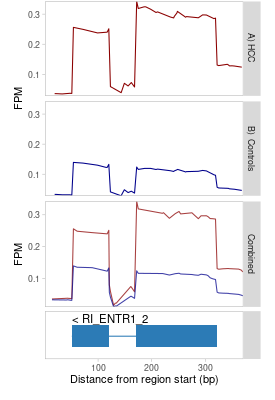 0.3
0.2
0.1
FPM
A) HCC
0.3
0.2
0.1
B) Controls
0.3
0.2
0.1
FPM
Combined
< RI_ENTR1_2
100
200
300
Distance from region start (bp)